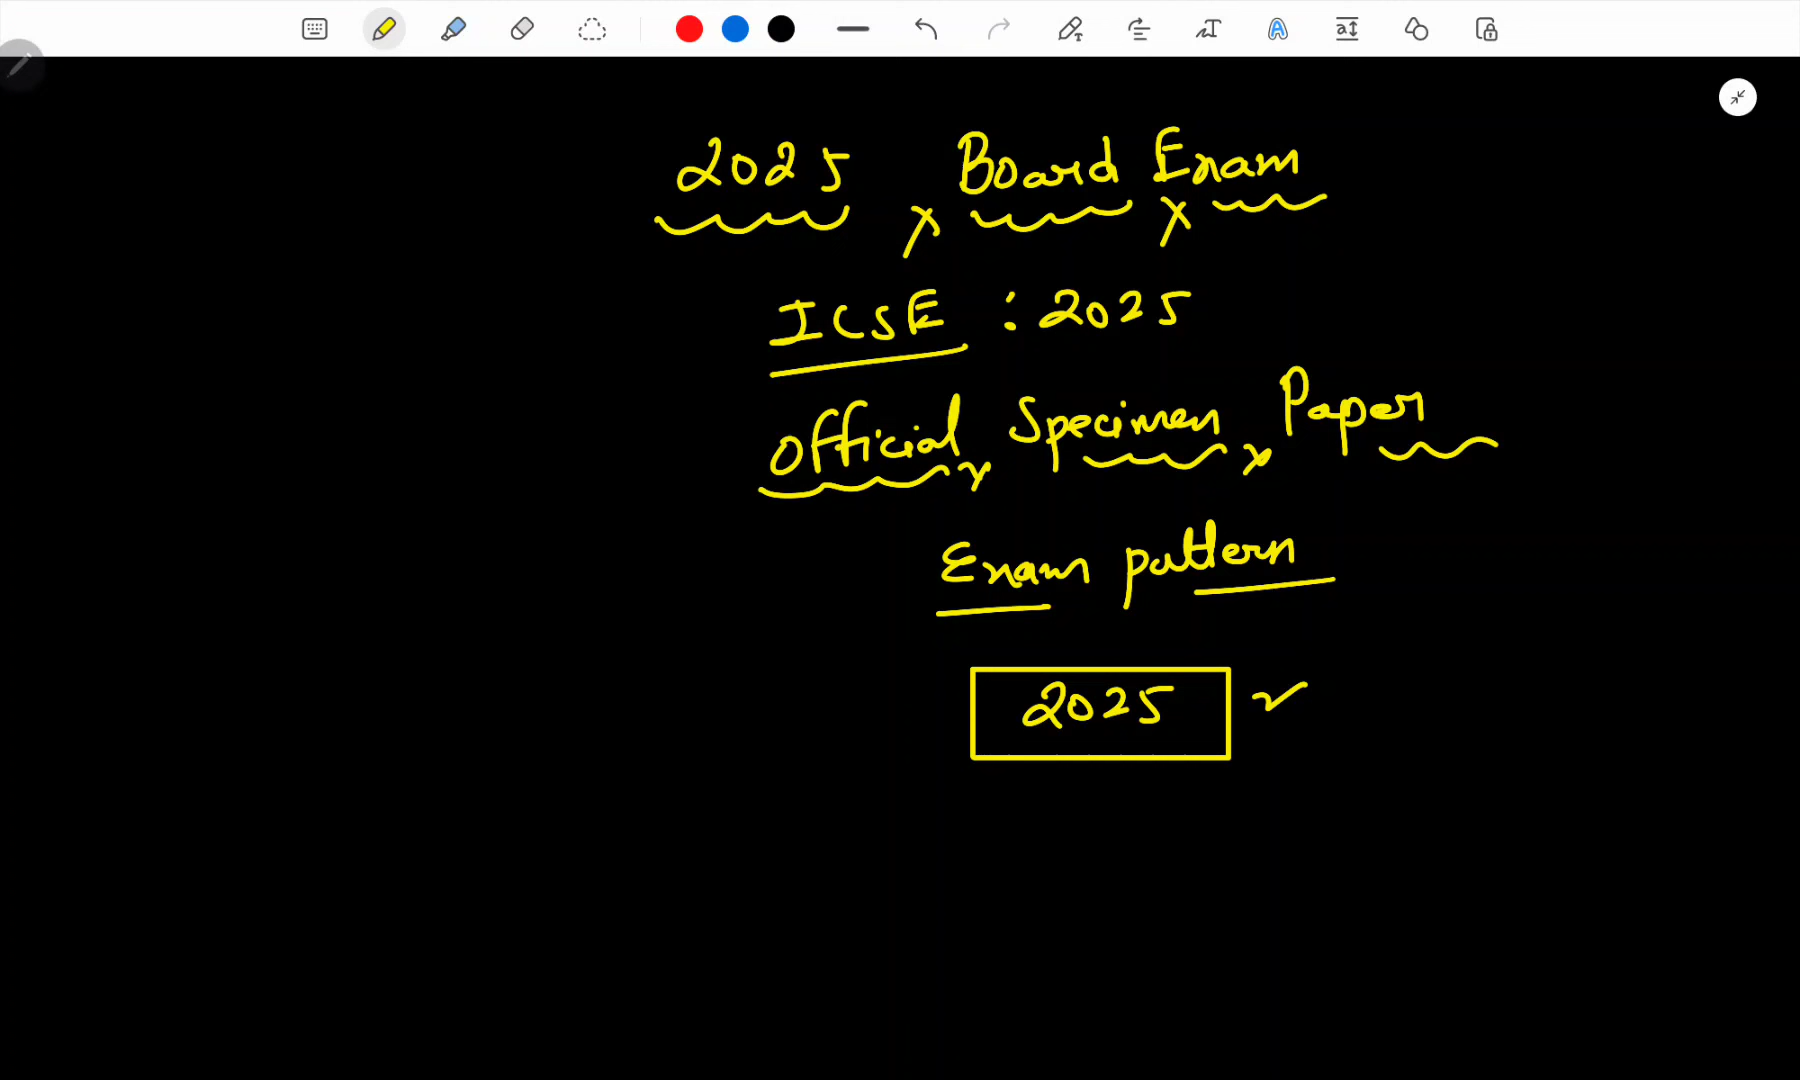 2025 Board Exam
ICSE : 2025
Official Specimen Paper
Exam pattern
2025